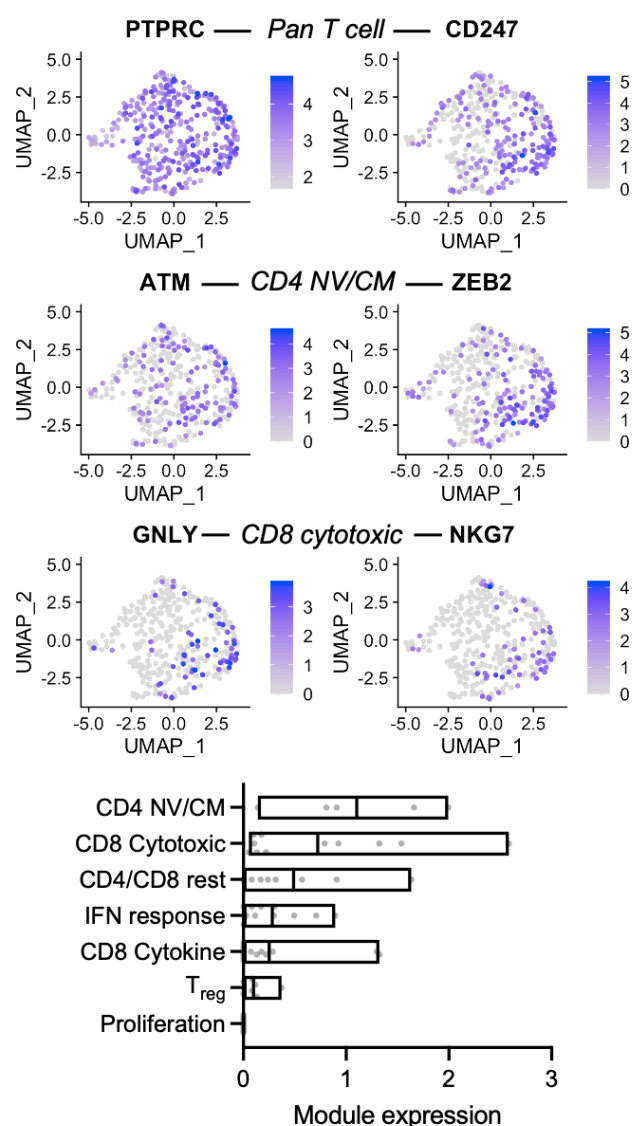 PTPRC — Pan T cell — CD247
UMAP_2
5.0
2.5
0.0
-2.5
-5.0 -2.5 0.0 2.5
UMAP_1
4
3
2
UMAP_2
5.0
2.5
0.0
-2.5
-5.0 -2.5 0.0 2.5
UMAP_1
5
4
3
2
1
0
ATM — CD4 NV/CM — ZEB2
UMAP_2
5.0
2.5
0.0
-2.5
-5.0 -2.5 0.0 2.5
UMAP_1
4
3
2
1
0
UMAP_2
5.0
2.5
0.0
-2.5
-5.0 -2.5 0.0 2.5
UMAP_1
5
4
3
2
1
0
GNLY — CD8 cytotoxic — NKG7
UMAP_2
5.0
2.5
0.0
-2.5
-5.0 -2.5 0.0 2.5
UMAP_1
3
2
1
0
UMAP_2
5.0
2.5
0.0
-2.5
-5.0 -2.5 0.0 2.5
UMAP_1
4
3
2
1
0
CD4 NV/CM
CD8 Cytotoxic
CD4/CD8 rest
IFN response
CD8 Cytokine
Treg
Proliferation
0 1 2 3
Module expression